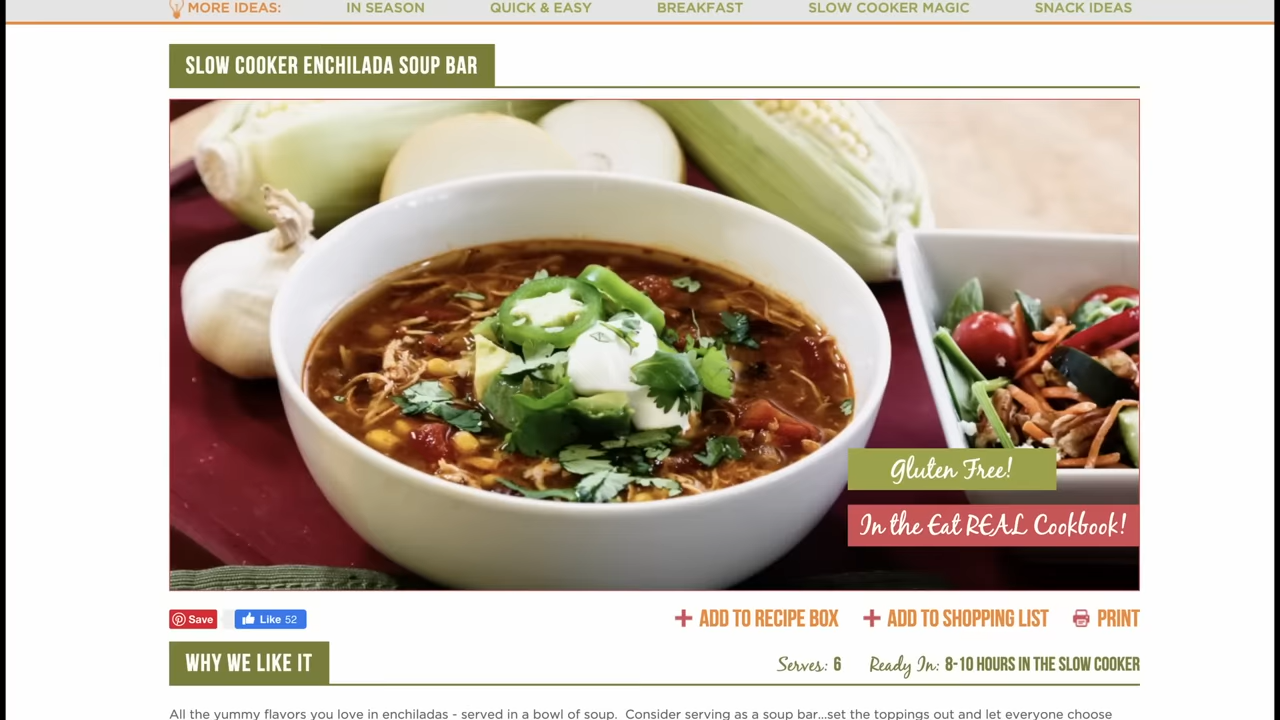 MORE IDEAS: IN SEASON QUICK & EASY BREAKFAST SLOW COOKER MAGIC SNACK IDEAS
SLOW COOKER ENCHILADA SOUP BAR
Gluten Free!
In the Eat REAL Cookbook!
Save Like 52 ADD TO RECIPE BOX ADD TO SHOPPING LIST PRINT
WHY WE LIKE IT Serves: 6 Ready In: 8-10 HOURS IN THE SLOW COOKER
All the yummy flavors you love in enchiladas - served in a bowl of soup. Consider serving as a soup bar...set the toppings out and let everyone choose